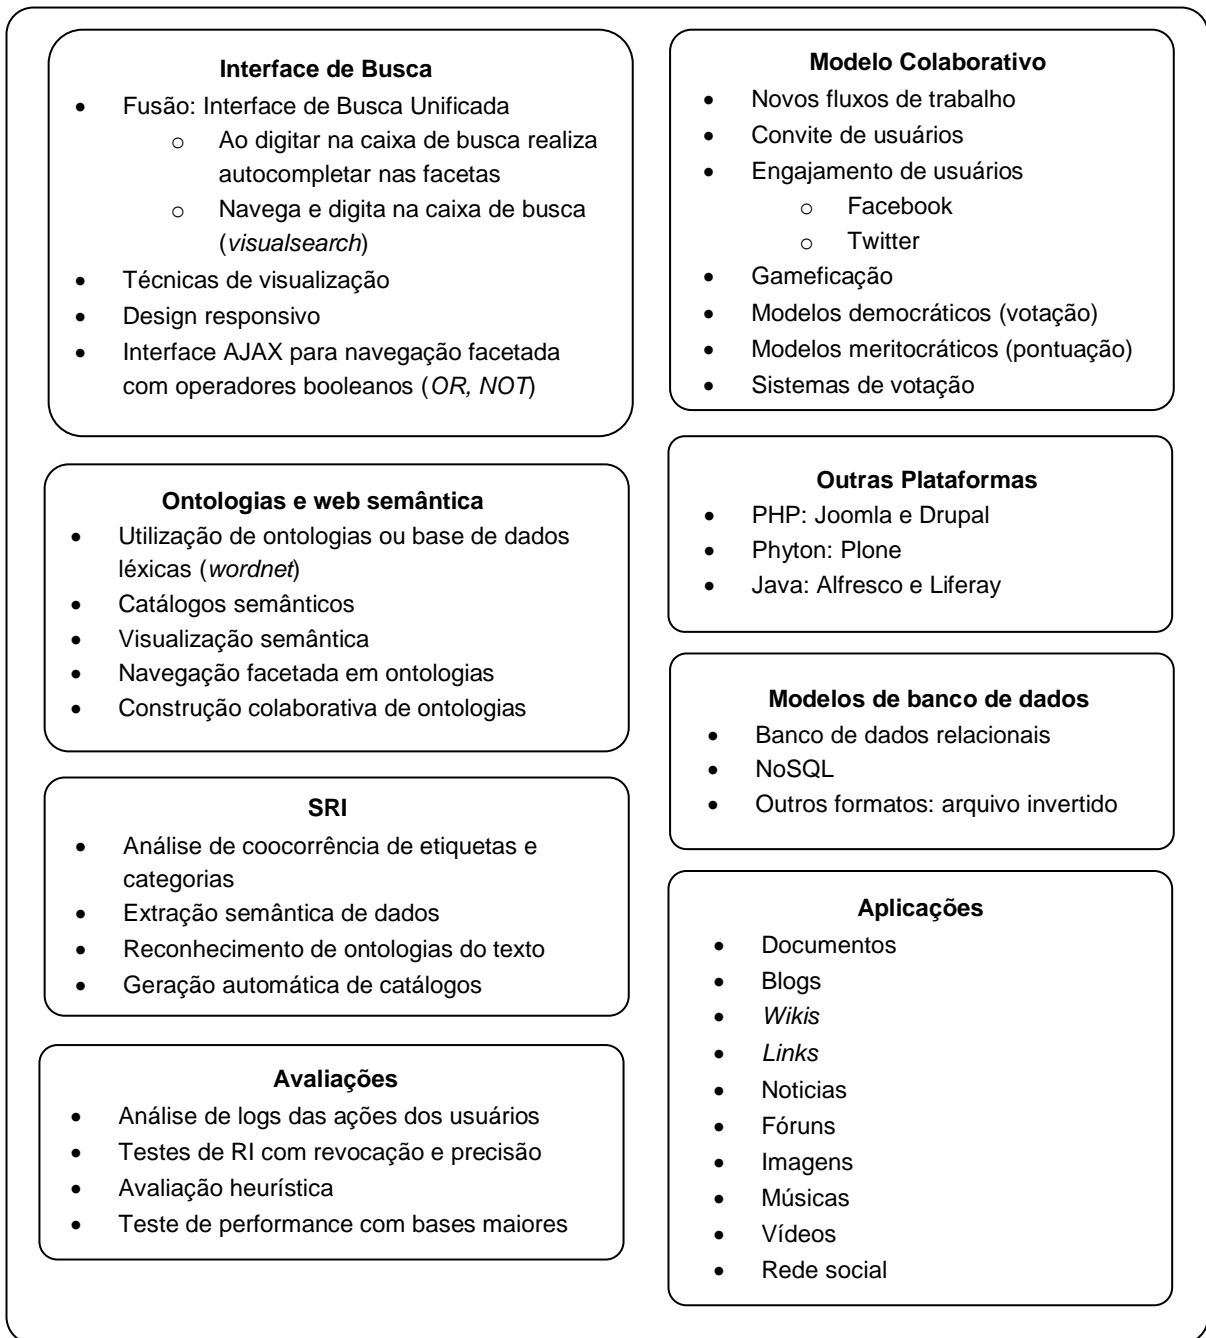 Interface de Busca
• Fusão: Interface de Busca Unificada
o Ao digitar na caixa de busca realiza
autocompletar nas facetas
o Navega e digita na caixa de busca
(visualsearch)
• Técnicas de visualização
• Design responsivo
• Interface AJAX para navegação facetada
com operadores booleanos (OR, NOT)
Ontologias e web semântica
• Utilização de ontologias ou base de dados
léxicas (wordnet)
• Catálogos semânticos
• Visualização semântica
• Navegação facetada em ontologias
• Construção colaborativa de ontologias
SRI
• Análise de coocorrência de etiquetas e
categorias
• Extração semântica de dados
• Reconhecimento de ontologias do texto
• Geração automática de catálogos
Avaliações
• Análise de logs das ações dos usuários
• Testes de RI com revocação e precisão
• Avaliação heurística
• Teste de performance com bases maiores
Modelo Colaborativo
• Novos fluxos de trabalho
• Convite de usuários
• Engajamento de usuários
o Facebook
o Twitter
• Gameficação
• Modelos democráticos (votação)
• Modelos meritocráticos (pontuação)
• Sistemas de votação
Outras Plataformas
• PHP: Joomla e Drupal
• Phyton: Plone
• Java: Alfresco e Liferay
Modelos de banco de dados
• Banco de dados relacionais
• NoSQL
• Outros formatos: arquivo invertido
Aplicações
• Documentos
• Blogs
• Wikis
• Links
• Noticias
• Fóruns
• Imagens
• Músicas
• Vídeos
• Rede social